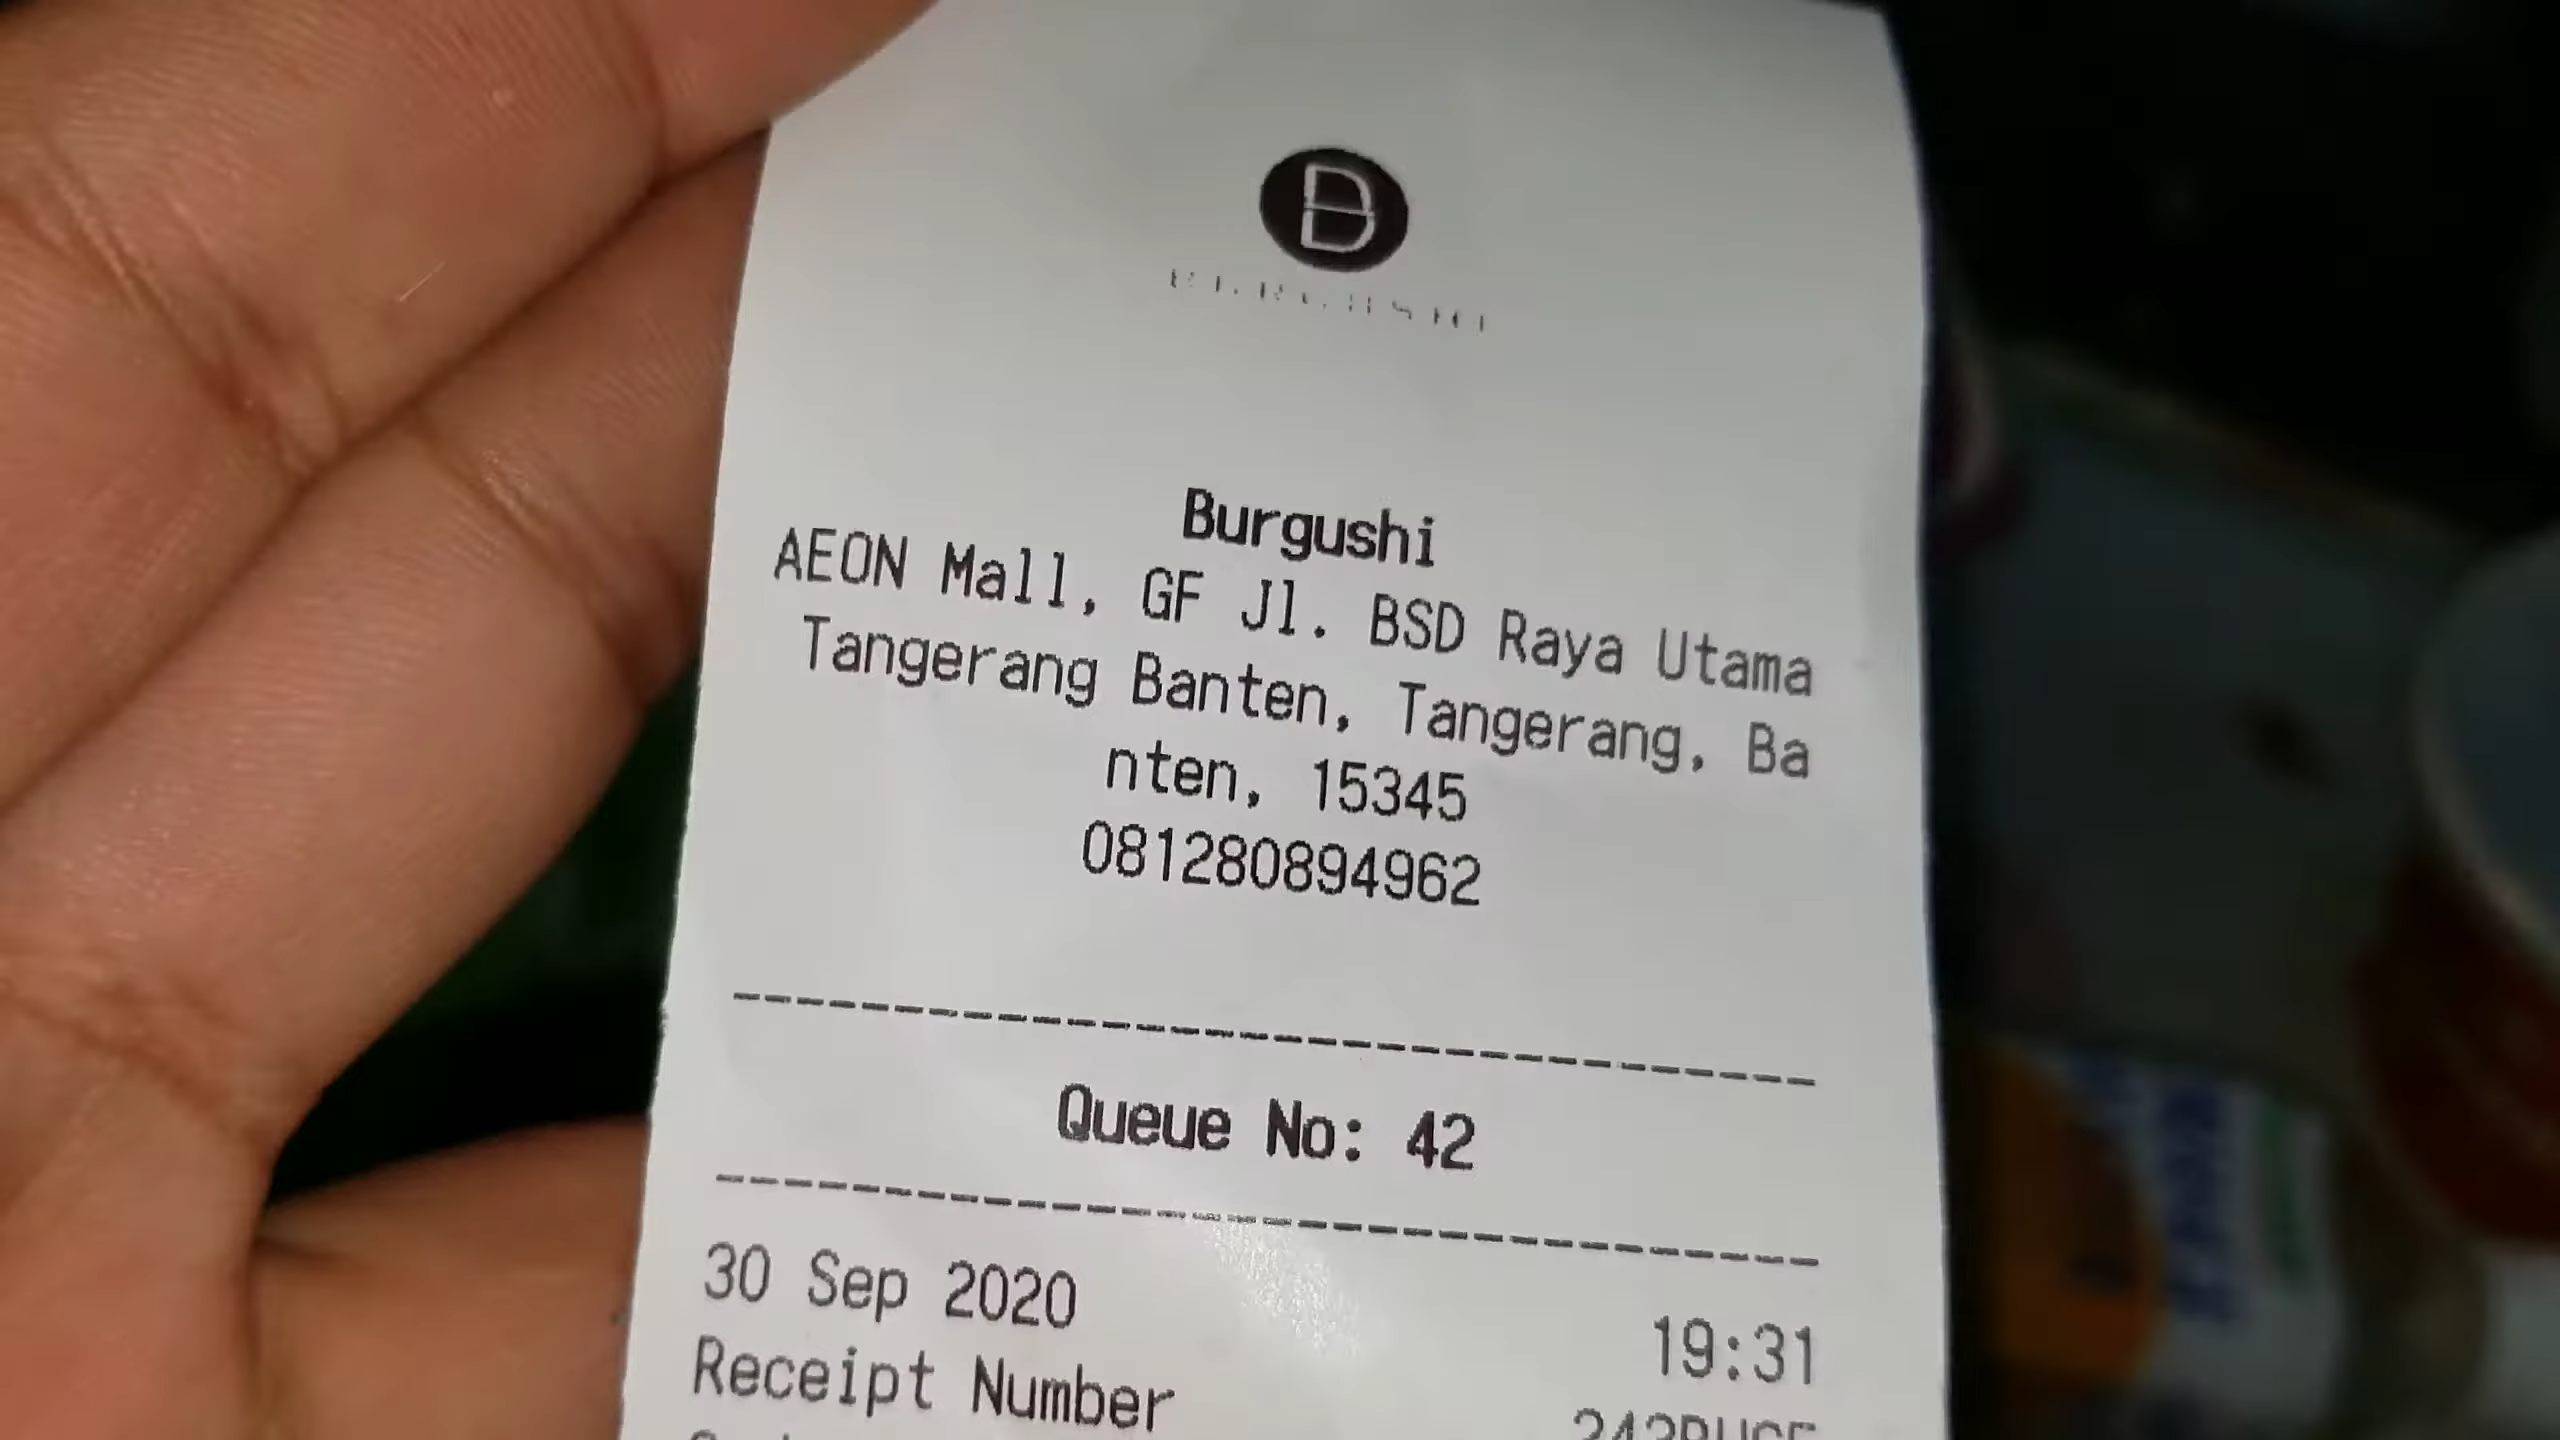 BURGUSHI
Burgushi
AEON Mall, GF Jl. BSD Raya Utama
Tangerang Banten, Tangerang, Ba
nten, 15345
081280894962
Queue No: 42
30 Sep 2020 19:31
Receipt Number